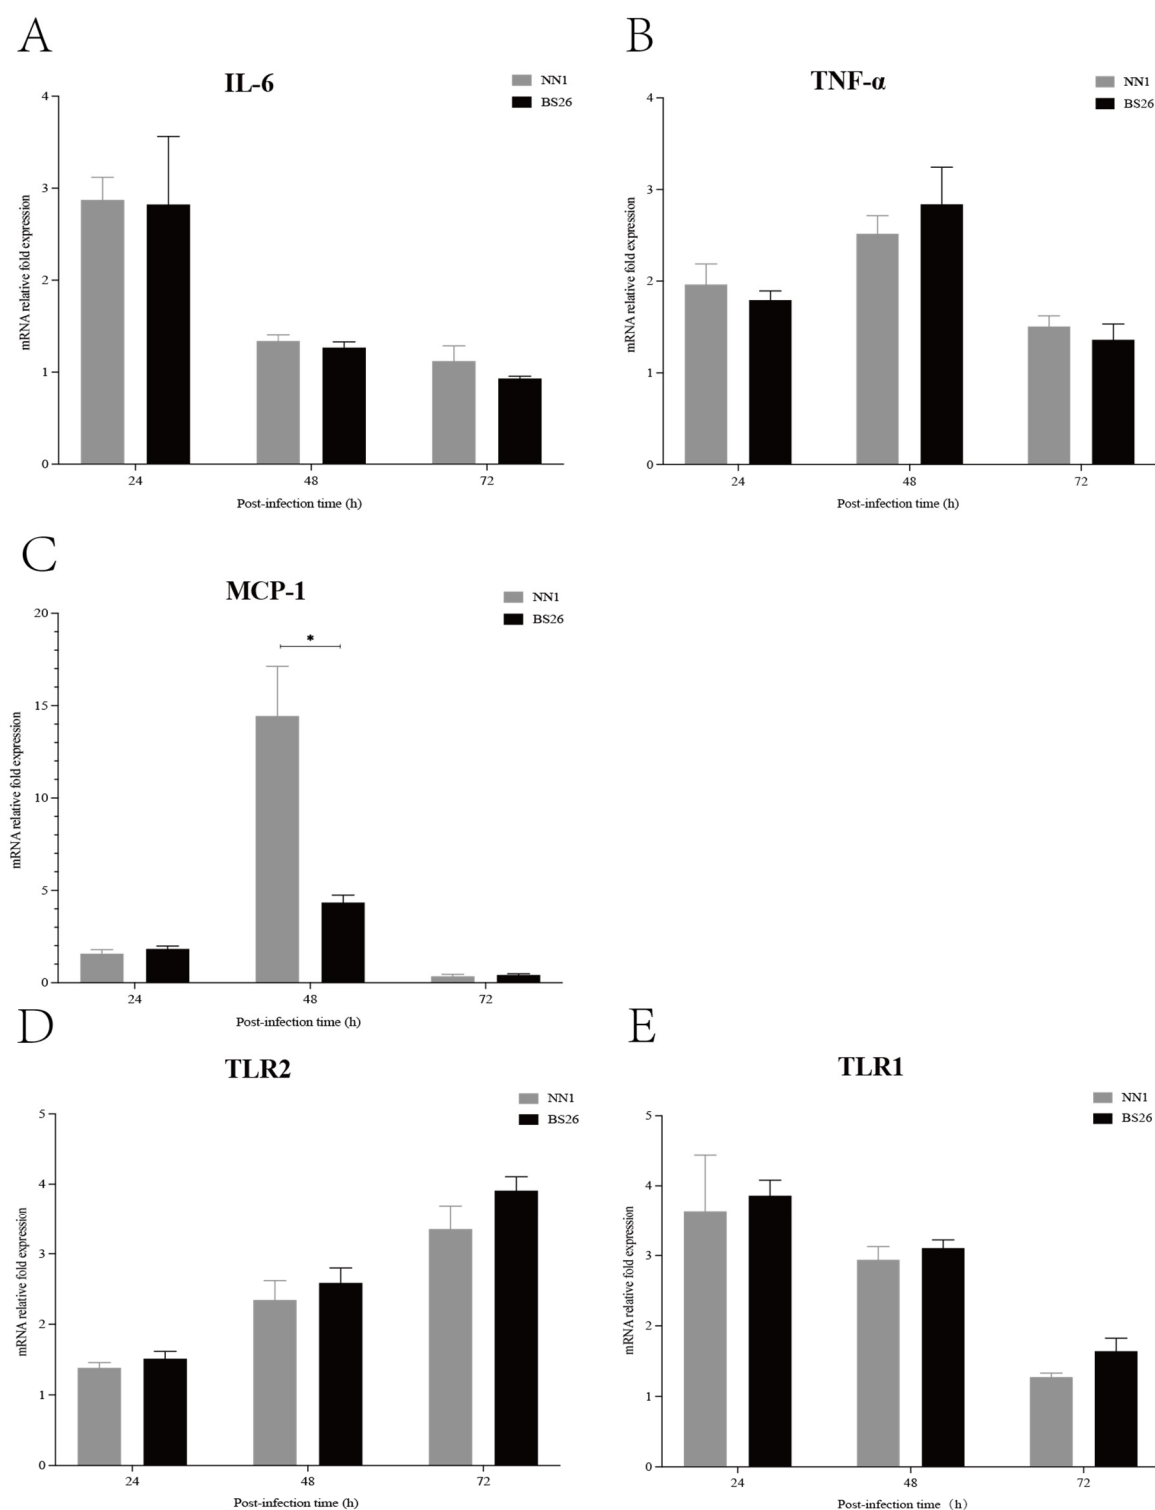 A
IL-6
NN1
BS26
mRNA relative fold expression
4
3
2
1
0
24
48
72
Post-infection time (h)
B
TNF-α
NN1
BS26
mRNA relative fold expression
4
3
2
1
0
24
48
72
Post-infection time (h)
C
MCP-1
NN1
BS26
mRNA relative fold expression
20
15
10
5
0
*
24
48
72
Post-infection time (h)
D
TLR2
NN1
BS26
mRNA relative fold expression
5
4
3
2
1
0
24
48
72
Post-infection time (h)
E
TLR1
NN1
BS26
mRNA relative fold expression
5
4
3
2
1
0
24
48
72
Post-infection time（h）